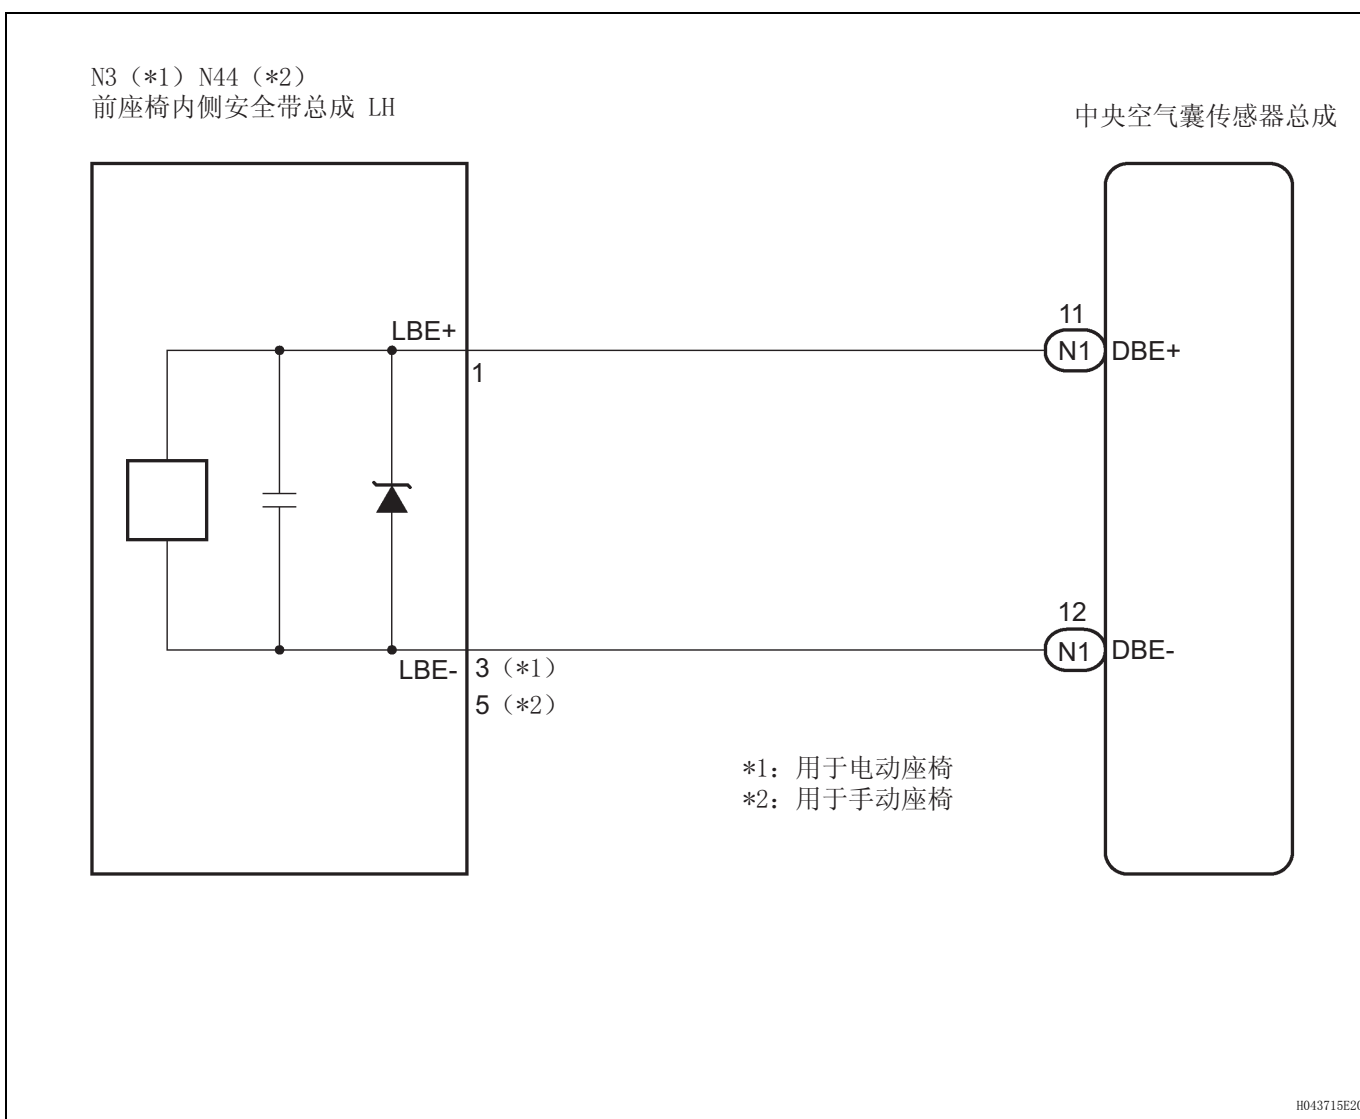 N3（*1）N44（*2）
前座椅内侧安全带总成 LH
中央空气囊传感器总成
LBE+
1
11
N1
DBE+
12
N1
DBE-
LBE-
3（*1）
5（*2）
*1：用于电动座椅
*2：用于手动座椅
H043715E20